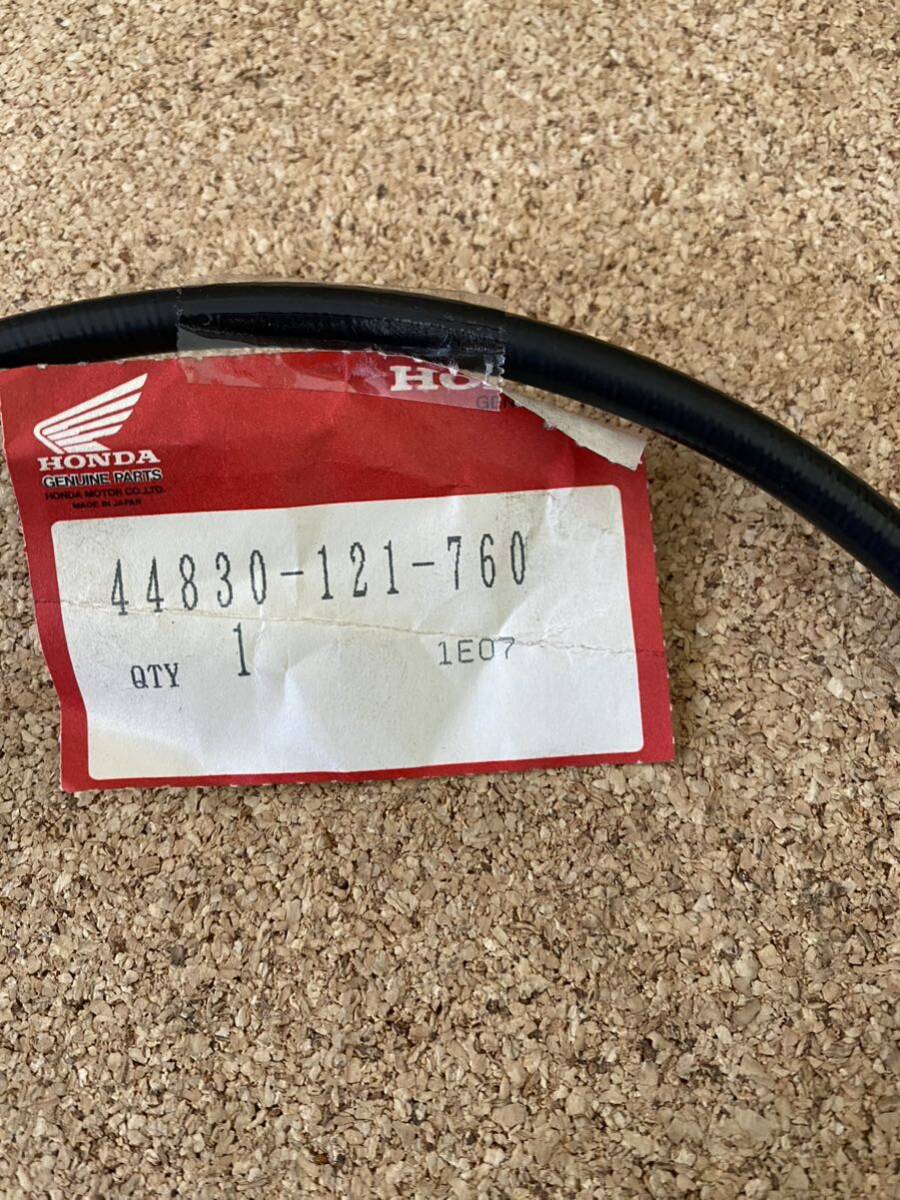 HONDA
GENUINE PARTS
HONDA MOTOR CO.,LTD.
MADE IN JAPAN
44830-121-760
QTY 1 1E07